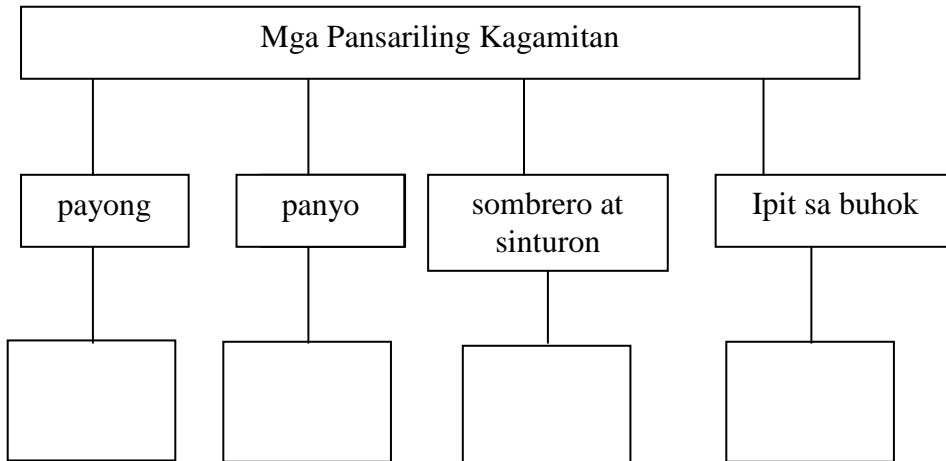 Mga Pansariling Kagamitan
payong
panyo
sombrero at
sinturon
Ipit sa buhok